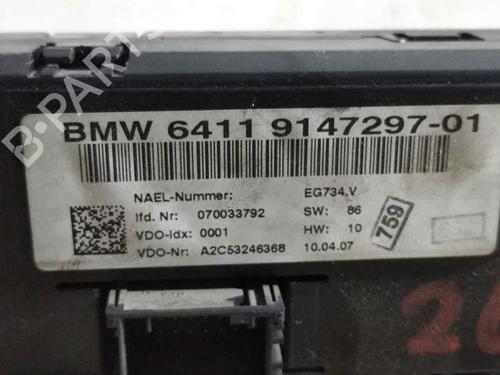 BMW 6411 9147297-01
NAEL-Nummer: EG734.V
lfd. Nr: 070033792 SW: 86
VDO-Idx: 0001 HW: 10
VDO-Nr: A2C53246368 10.04.07
759
26